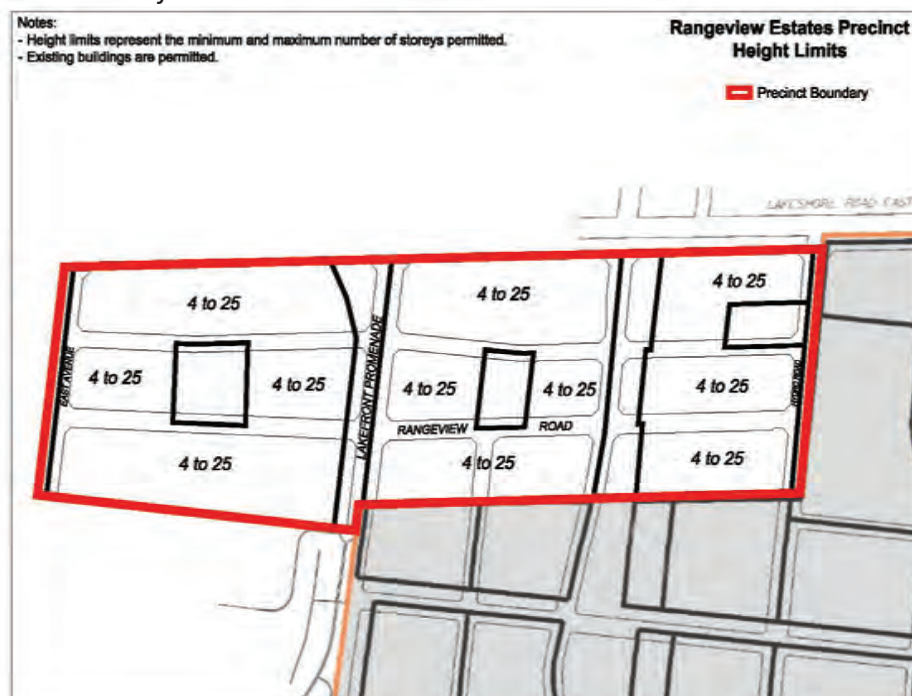 Notes:
- Height limits represent the minimum and maximum number of storeys permitted.
- Existing buildings are permitted.
Rangeview Estates Precinct
Height Limits
Precinct Boundary
LAKESHORE ROAD EAST
4 to 25
4 to 25
4 to 25
EAST AVENUE
4 to 25
4 to 25
LAKEFRONT PROMENADE
4 to 25
4 to 25
4 to 25
RANGEVIEW ROAD
4 to 25
4 to 25
4 to 25